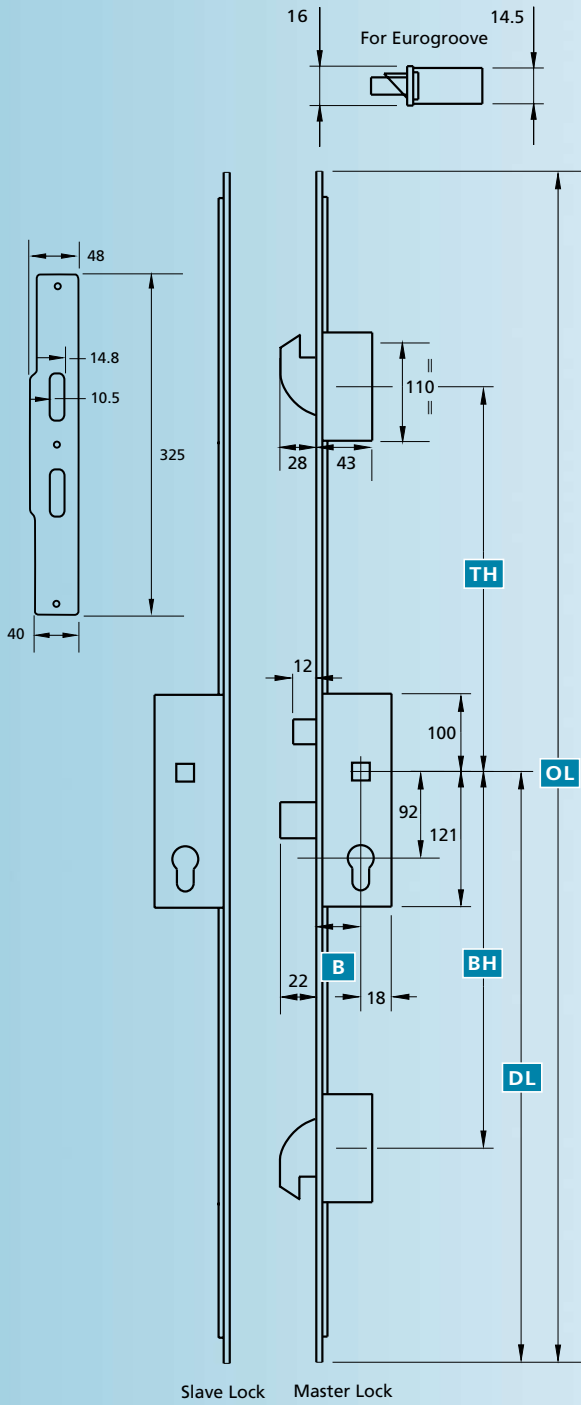 16
14.5
For Eurogroove
48
14.8
110
=
=
10.5
325
28
43
TH
40
12
100
OL
92
121
B
BH
22
18
DL
Slave Lock
Master Lock